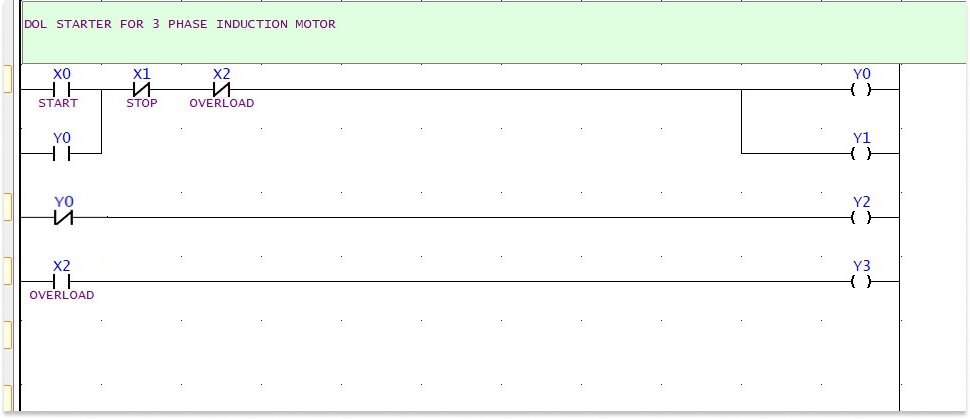 DOL STARTER FOR 3 PHASE INDUCTION MOTOR
X0 X1 X2 Y0
START STOP OVERLOAD
Y0 Y1
Y0 Y2
X2 Y3
OVERLOAD